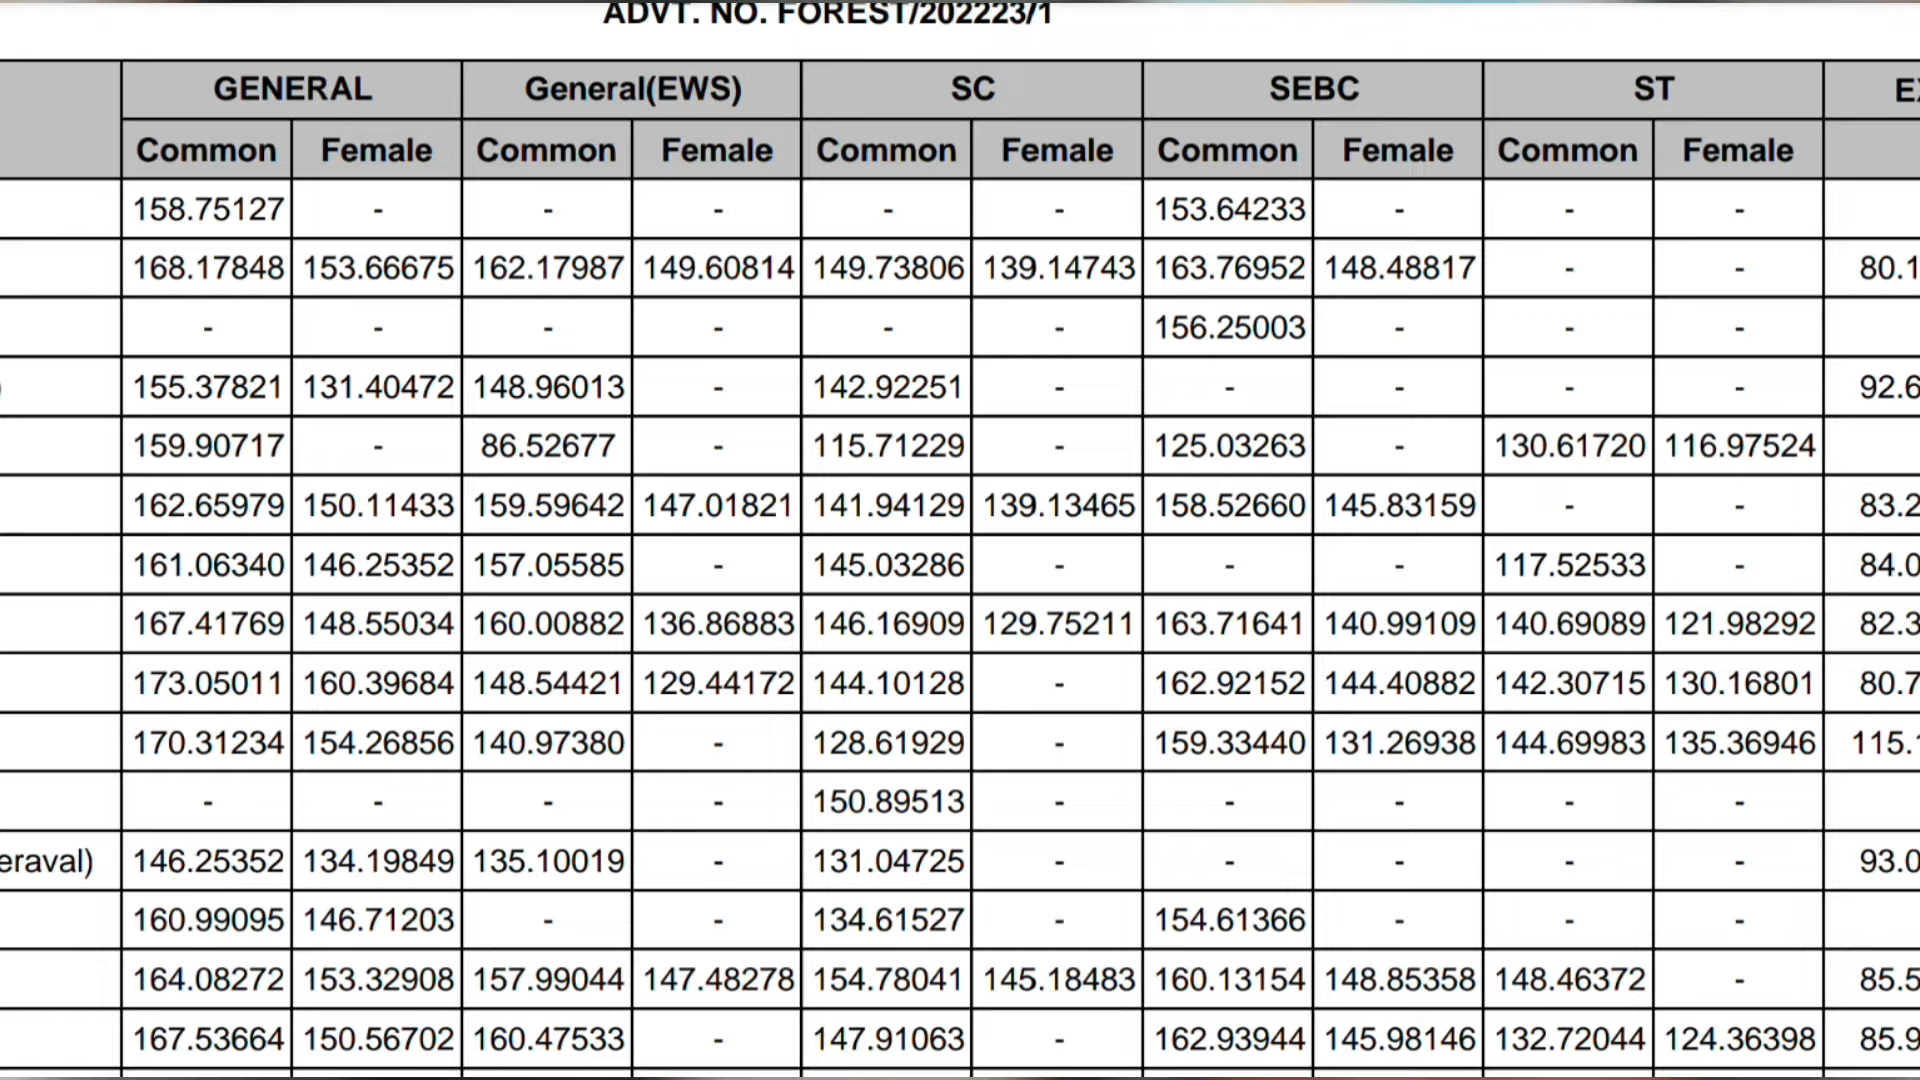 ADVT. NO. FOREST/202223/1
GENERAL General(EWS) SC SEBC ST
Common Female Common Female Common Female Common Female Common Female
158.75127 - - - - - 153.64233 - - -
168.17848 153.66675 162.17987 149.60814 149.73806 139.14743 163.76952 148.48817 - - 80.1
- - - - - - 156.25003 - - -
) 155.37821 131.40472 148.96013 - 142.92251 - - - - - 92.6
159.90717 - 86.52677 - 115.71229 - 125.03263 - 130.61720 116.97524
162.65979 150.11433 159.59642 147.01821 141.94129 139.13465 158.52660 145.83159 - - 83.2
161.06340 146.25352 157.05585 - 145.03286 - - - 117.52533 - 84.0
167.41769 148.55034 160.00882 136.86883 146.16909 129.75211 163.71641 140.99109 140.69089 121.98292 82.3
173.05011 160.39684 148.54421 129.44172 144.10128 - 162.92152 144.40882 142.30715 130.16801 80.7
170.31234 154.26856 140.97380 - 128.61929 - 159.33440 131.26938 144.69983 135.36946 115.1
- - - - 150.89513 - - - - -
eraval) 146.25352 134.19849 135.10019 - 131.04725 - - - - - 93.0
160.99095 146.71203 - - 134.61527 - 154.61366 - - -
164.08272 153.32908 157.99044 147.48278 154.78041 145.18483 160.13154 148.85358 148.46372 - 85.5
167.53664 150.56702 160.47533 - 147.91063 - 162.93944 145.98146 132.72044 124.36398 85.9